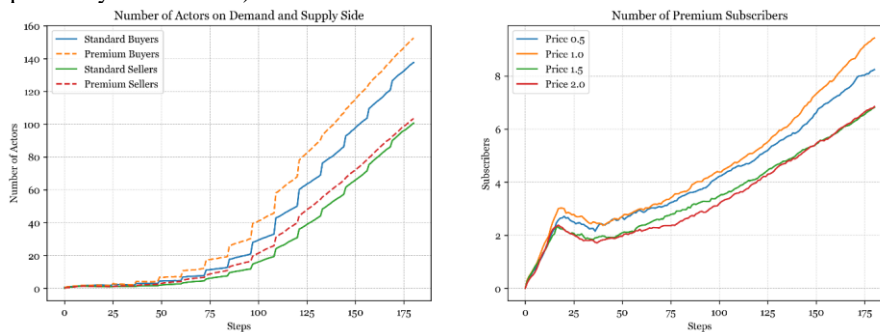 Number of Actors on Demand and Supply Side
160
140
120
100
80
60
40
20
0
Number of Actors
Standard Buyers
Premium Buyers
Standard Sellers
Premium Sellers
0 25 50 75 100 125 150 175
Steps
Number of Premium Subscribers
8
6
4
2
0
Subscribers
Price 0.5
Price 1.0
Price 1.5
Price 2.0
0 25 50 75 100 125 150 175
Steps